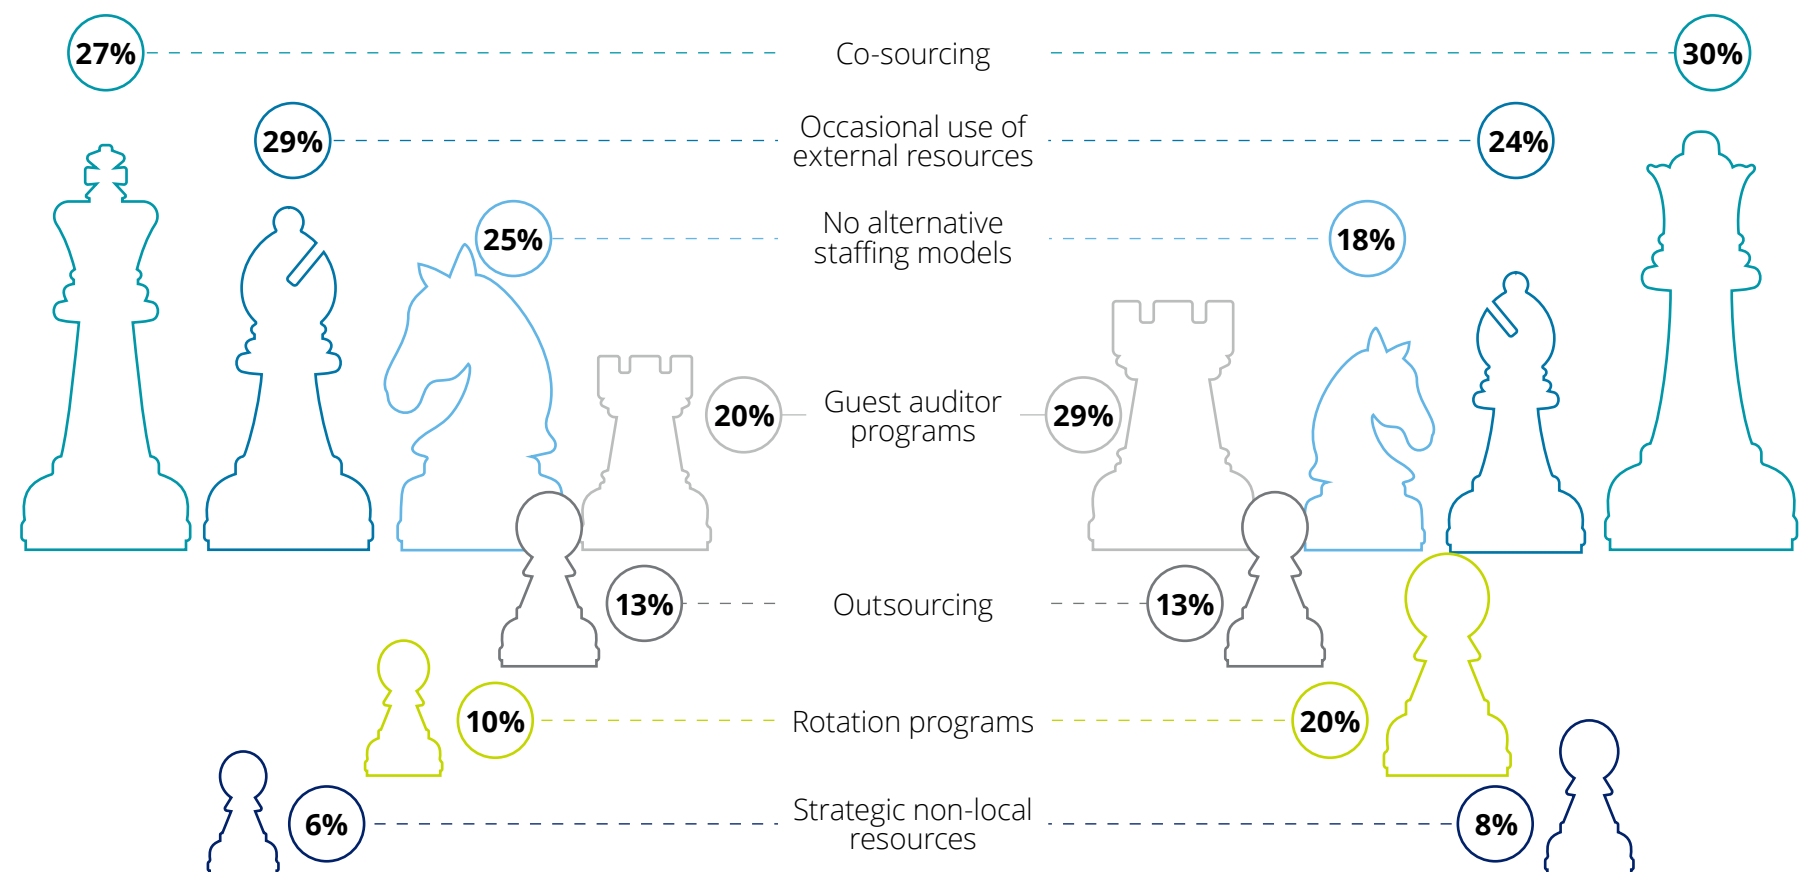 27% Co-sourcing 30%
29% Occasional use of
external resources 24%
25% No alternative
staffing models 18%
20% Guest auditor
programs 29%
13% Outsourcing 13%
10% Rotation programs 20%
6% Strategic non-local
resources 8%